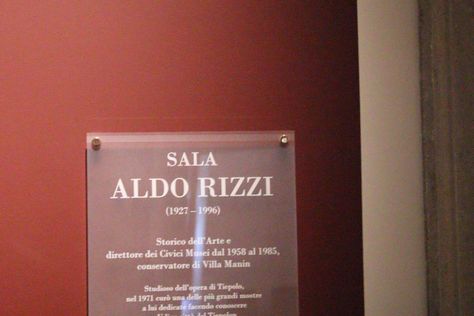 SALA
ALDO RIZZI
(1927 – 1996)
Storico dell'Arte e
direttore dei Civici Musei dal 1958 al 1985,
conservatore di Villa Manin
Studioso dell'opera di Tiepolo,
nel 1971 curò una delle più grandi mostre
a lui dedicate facendo conoscere